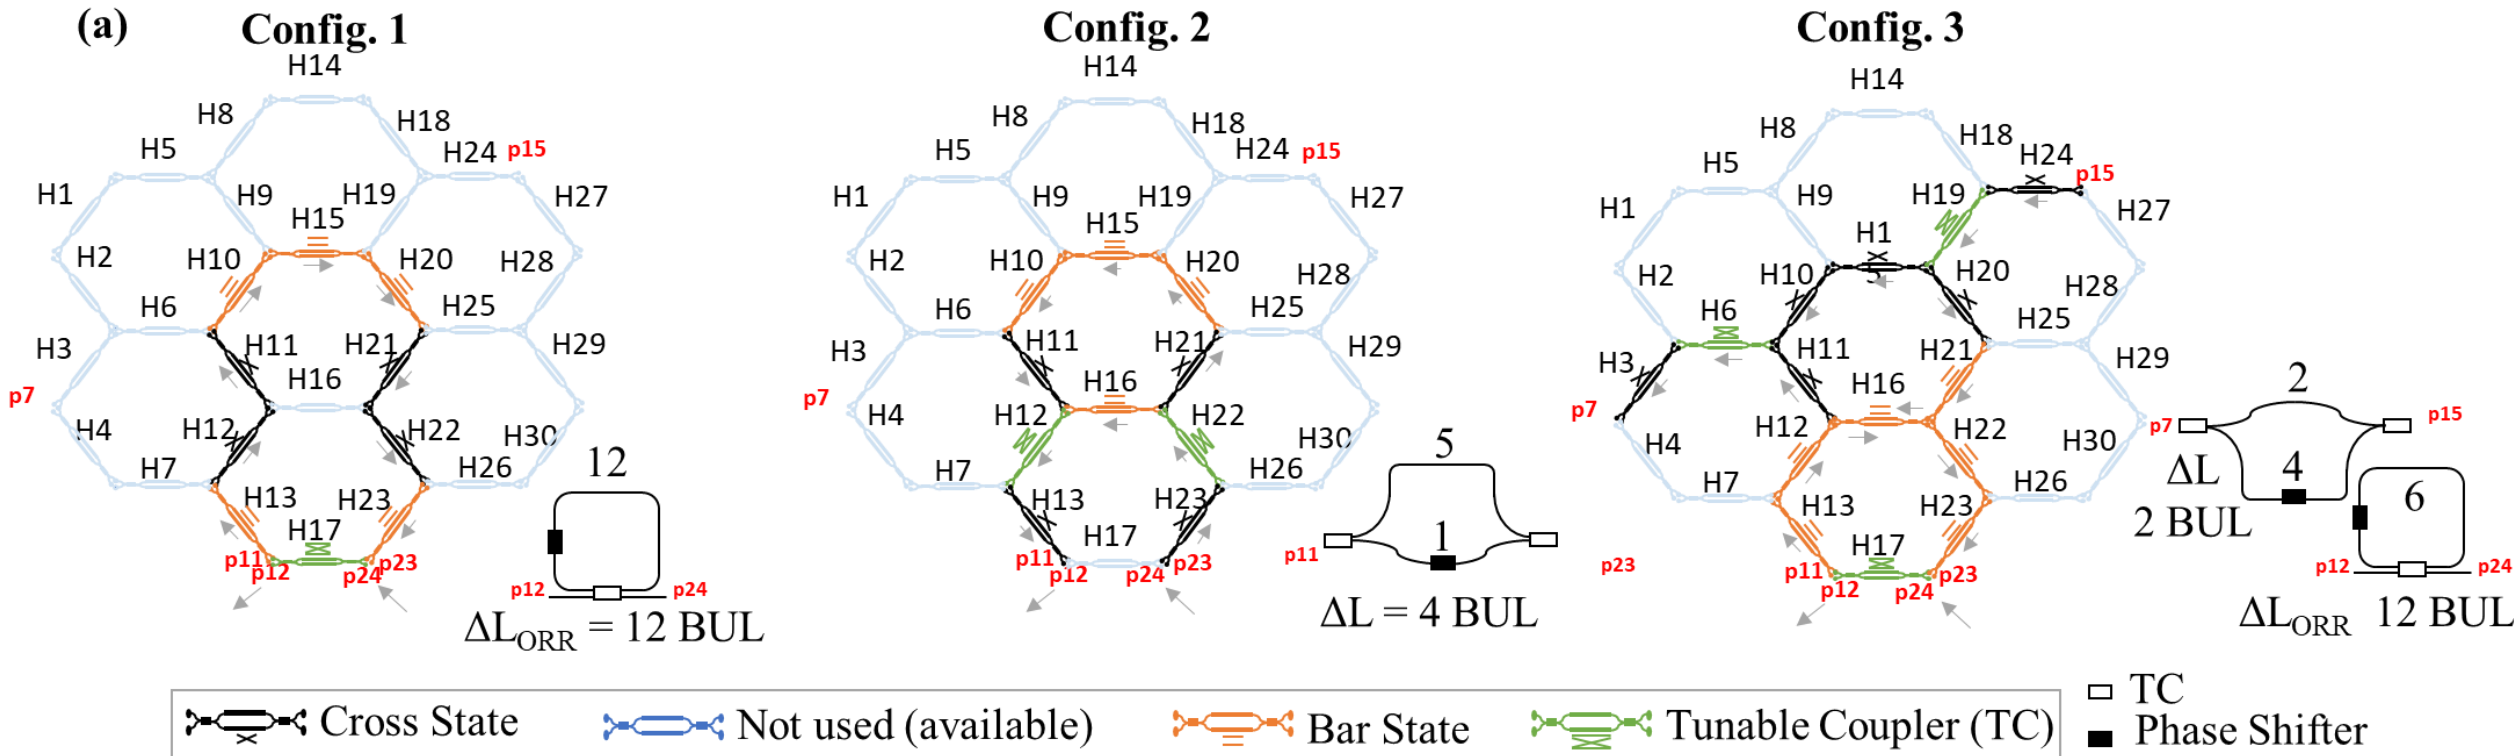 (a)
Config. 1
H14
H8
H18
H5
H24
p15
H1
H9
H19
H27
H15
H2
H10
H20
H28
H6
H25
H3
H11
H21
H29
H16
p7
H4
H12
H22
H30
H7
H26
H13
H23
H17
p11
p12
p24
p23
12
p12
p24
ΔLORR = 12 BUL
Config. 2
H14
H8
H18
H5
H24
p15
H1
H9
H19
H27
H15
H2
H10
H20
H28
H6
H25
H3
H11
H21
H29
H16
p7
H4
H12
H22
H30
H7
H26
H13
H23
H17
p11
p12
p24
p23
5
1
p11
ΔL = 4 BUL
p23
Config. 3
H14
H8
H18
H5
H24
p15
H1
H9
H19
H27
H1
5
H2
H10
H20
H28
H6
H25
H3
H11
H21
H29
H16
p7
H4
H12
H22
H30
H7
H26
H13
H23
H17
p11
p12
p24
p23
2
p7
p15
4
ΔL
2 BUL
6
p12
p24
ΔLORR 12 BUL
Cross State
Not used (available)
Bar State
Tunable Coupler (TC)
TC
Phase Shifter